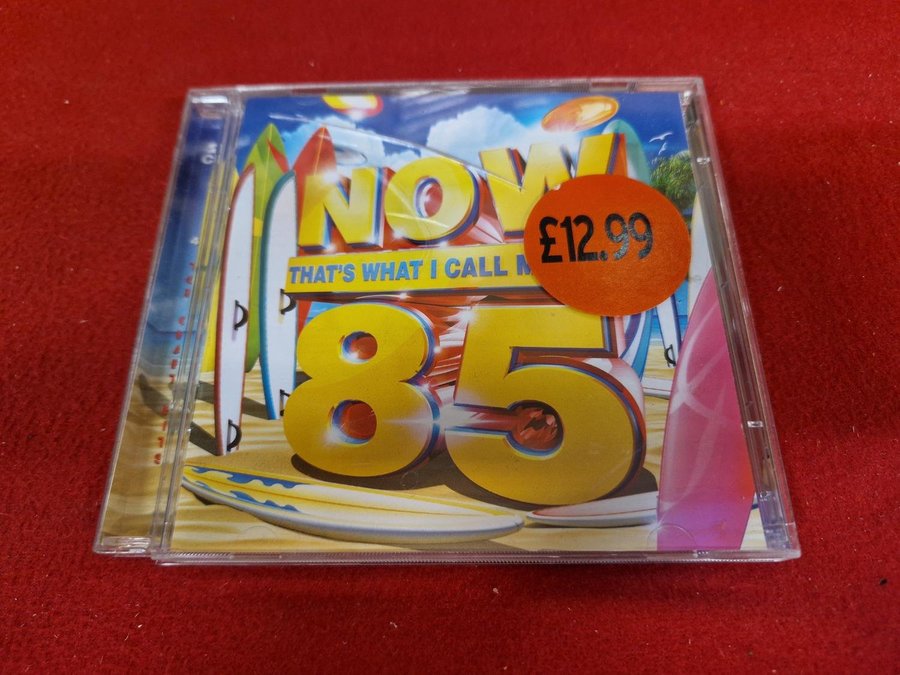 NOW
THAT'S WHAT I CALL M
£12.99
85